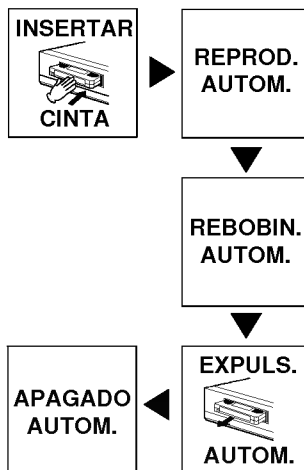 INSERTAR
CINTA
REPROD.
AUTOM.
REBOBIN.
AUTOM.
EXPULS.
AUTOM.
APAGADO
AUTOM.